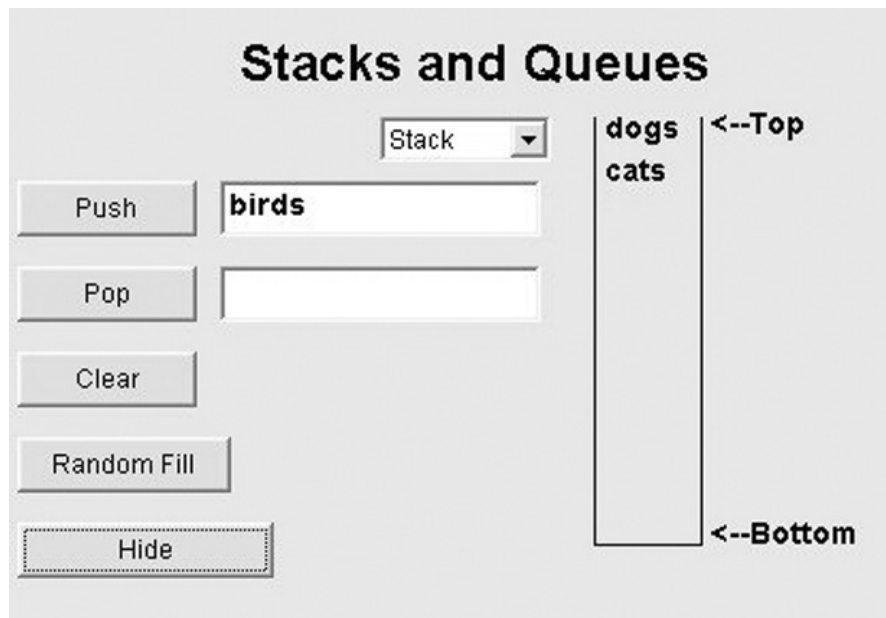 Stacks and Queues
Stack
dogs <--Top
cats
Push birds
Pop
Clear
Random Fill
Hide
<--Bottom